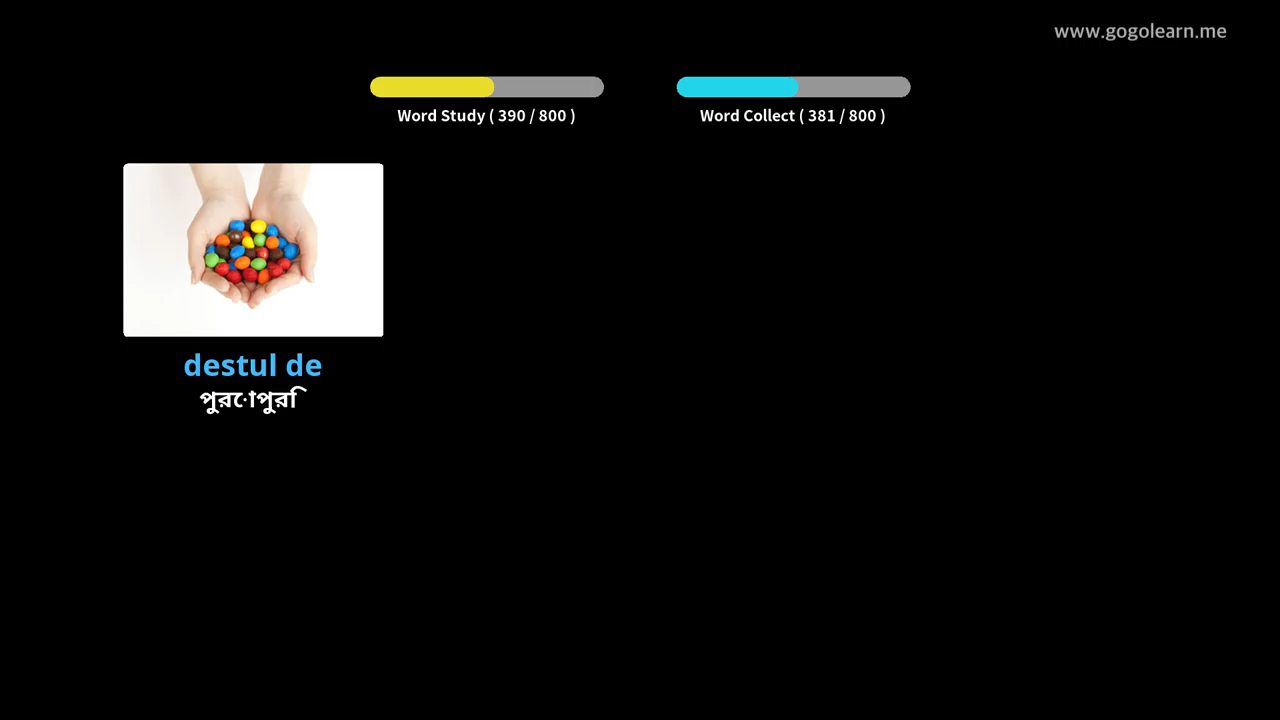 www.gogolearn.me
Word Study ( 390 / 800 )
Word Collect ( 381 / 800 )
destul de
পুরোপুরি